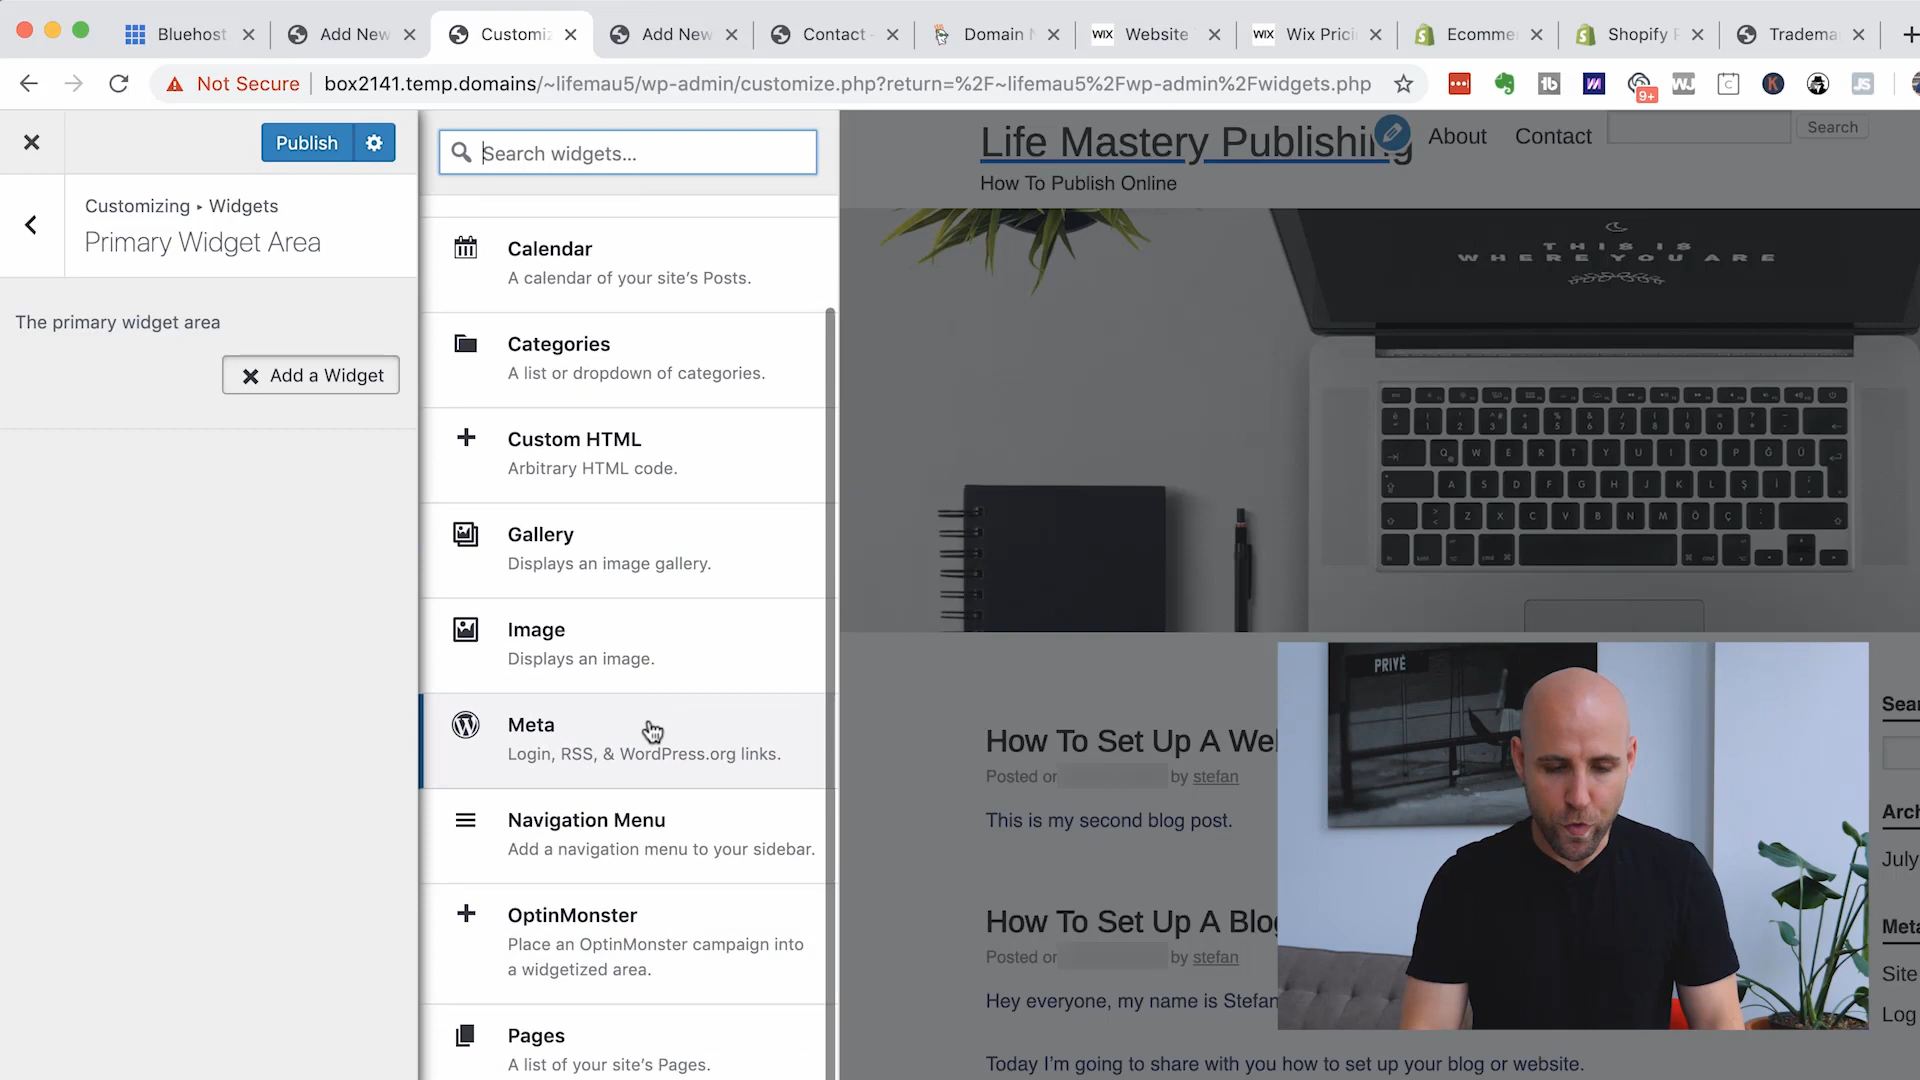 Bluehost
Add New
Customiz
Add New
Contact -
Domain N
WIX Website
WIX Wix Prici
Ecomme
Shopify P
Tradema
Not Secure
box2141.temp.domains/~lifemau5/wp-admin/customize.php?return=%2F~lifemau5%2Fwp-admin%2Fwidgets.php
9+
Publish
Customizing ▸ Widgets
Primary Widget Area
The primary widget area
Add a Widget
Search widgets...
Calendar
A calendar of your site's Posts.
Categories
A list or dropdown of categories.
Custom HTML
Arbitrary HTML code.
Gallery
Displays an image gallery.
Image
Displays an image.
Meta
Login, RSS, & WordPress.org links.
Navigation Menu
Add a navigation menu to your sidebar.
OptinMonster
Place an OptinMonster campaign into
a widgetized area.
Pages
A list of your site's Pages.
Life Mastery Publishing
About
Contact
Search
How To Publish Online
THIS IS
WHERE YOU ARE
PRIVÉ
How To Set Up A We
Posted or by stefan
This is my second blog post.
How To Set Up A Blo
Posted or by stefan
Hey everyone, my name is Stefan
Today I'm going to share with you how to set up your blog or website.
Sear
Arch
July
Meta
Site
Log